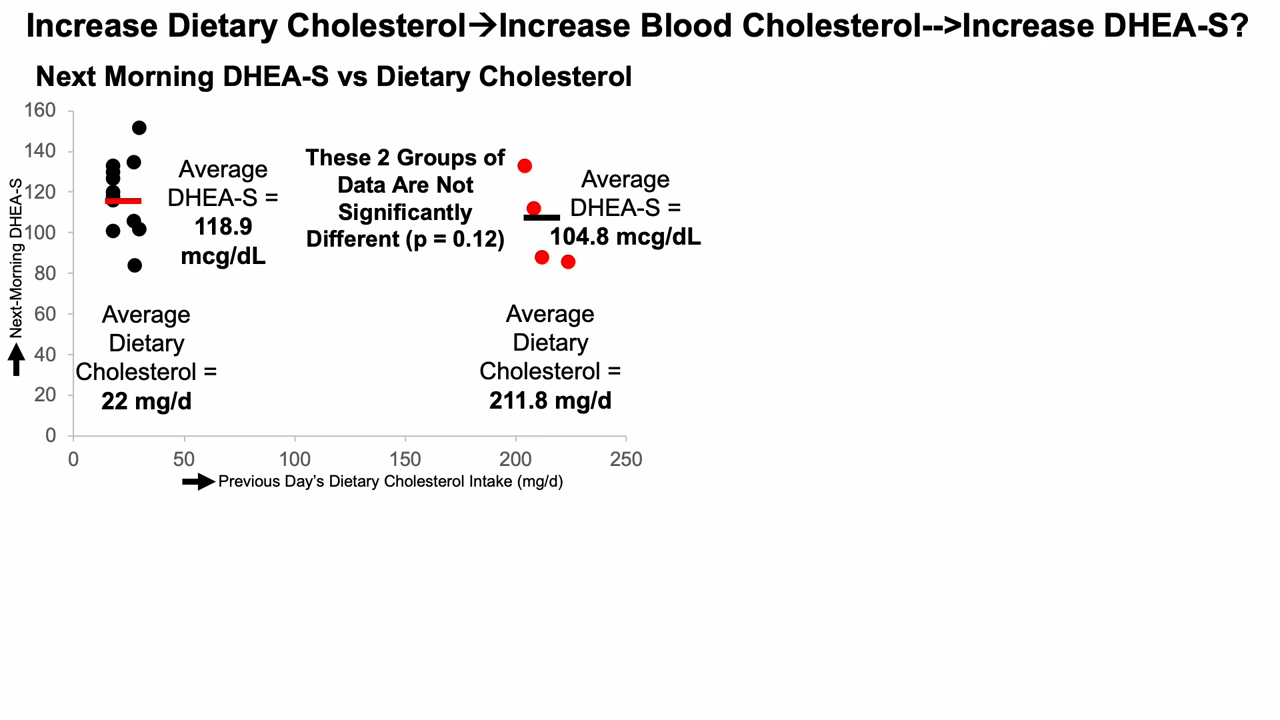 Increase Dietary Cholesterol→Increase Blood Cholesterol-->Increase DHEA-S?
Next Morning DHEA-S vs Dietary Cholesterol
160
140
120
100
80
60
40
20
0
Next-Morning DHEA-S
Average
DHEA-S =
118.9
mcg/dL
These 2 Groups of
Data Are Not
Significantly
Different (p = 0.12)
Average
DHEA-S =
104.8 mcg/dL
Average
Dietary
Cholesterol =
22 mg/d
Average
Dietary
Cholesterol =
211.8 mg/d
0 50 100 150 200 250
Previous Day's Dietary Cholesterol Intake (mg/d)